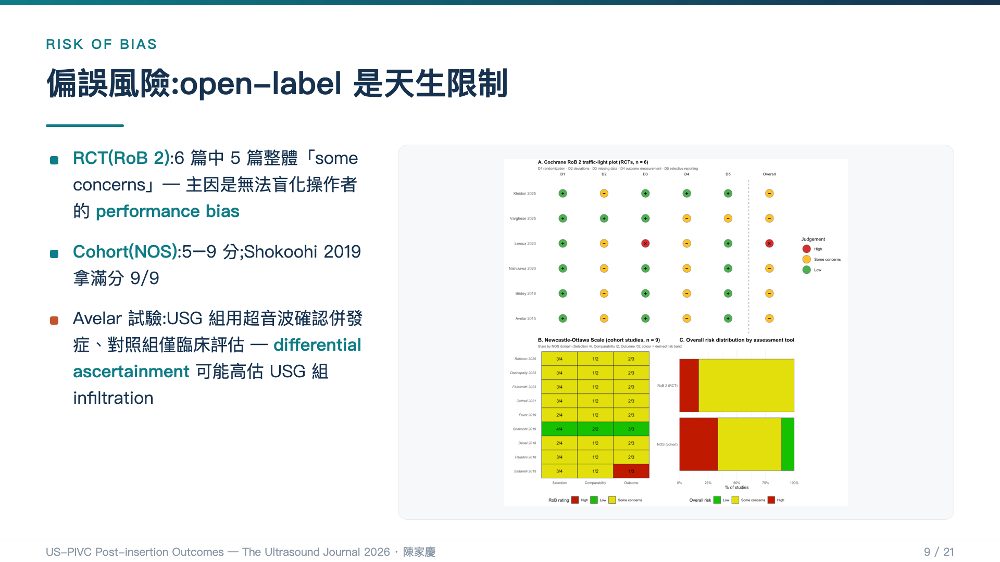 RISK OF BIAS
偏誤風險:open-label 是天生限制
RCT(RoB 2):6 篇中 5 篇整體「some
concerns」— 主因是無法盲化操作者
的 performance bias
Cohort(NOS):5–9 分;Shokoohi 2019
拿滿分 9/9
Avelar 試驗:USG 組用超音波確認併發
症、對照組僅臨床評估 — differential
ascertainment 可能高估 USG 組
infiltration
A. Cochrane RoB 2 traffic-light plot (RCTs, n = 6)
D1 randomization · D2 deviations · D3 missing data · D4 outcome measurement · D5 selective reporting
D1 D2 D3 D4 D5 Overall
Kleidon 2025 + − + + + −
Varghese 2025 + + + − − −
Leroux 2023 + − × − + ×
Nishizawa 2020 + − + − + −
Bridey 2018 + − + − + −
Avelar 2015 + − + − + −
Judgement
High
Some concerns
Low
B. Newcastle-Ottawa Scale (cohort studies, n = 9)
Stars by NOS domain (Selection /4, Comparability /2, Outcome /3); colour = derived risk band
Refosco 2025 3/4 1/2 2/3
Dachepally 2023 3/4 1/2 2/3
Feinsmith 2023 3/4 1/2 2/3
Cottrell 2021 3/4 1/2 2/3
Favot 2019 2/4 1/2 2/3
Shokoohi 2019 4/4 2/2 3/3
Desai 2018 2/4 1/2 2/3
Paladini 2018 3/4 1/2 2/3
Saltarelli 2015 3/4 1/2 1/3
Selection Comparability Outcome
RoB rating High Low Some concerns
C. Overall risk distribution by assessment tool
RoB 2 (RCT)
NOS (cohort)
0% 25% 50% 75% 100%
% of studies
Overall risk Low Some concerns High
US-PIVC Post-insertion Outcomes — The Ultrasound Journal 2026 · 陳家慶
9 / 21